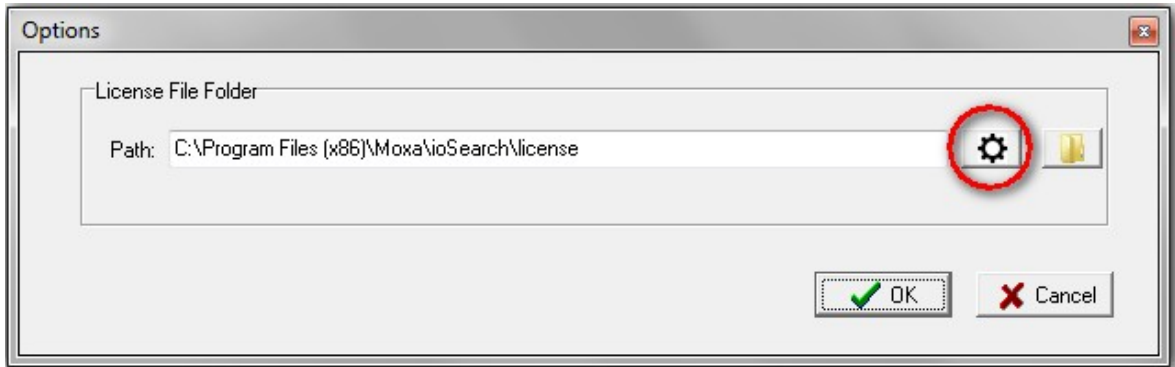 Options
License File Folder
Path: C:\Program Files (x86)\Moxa\ioSearch\license
OK Cancel